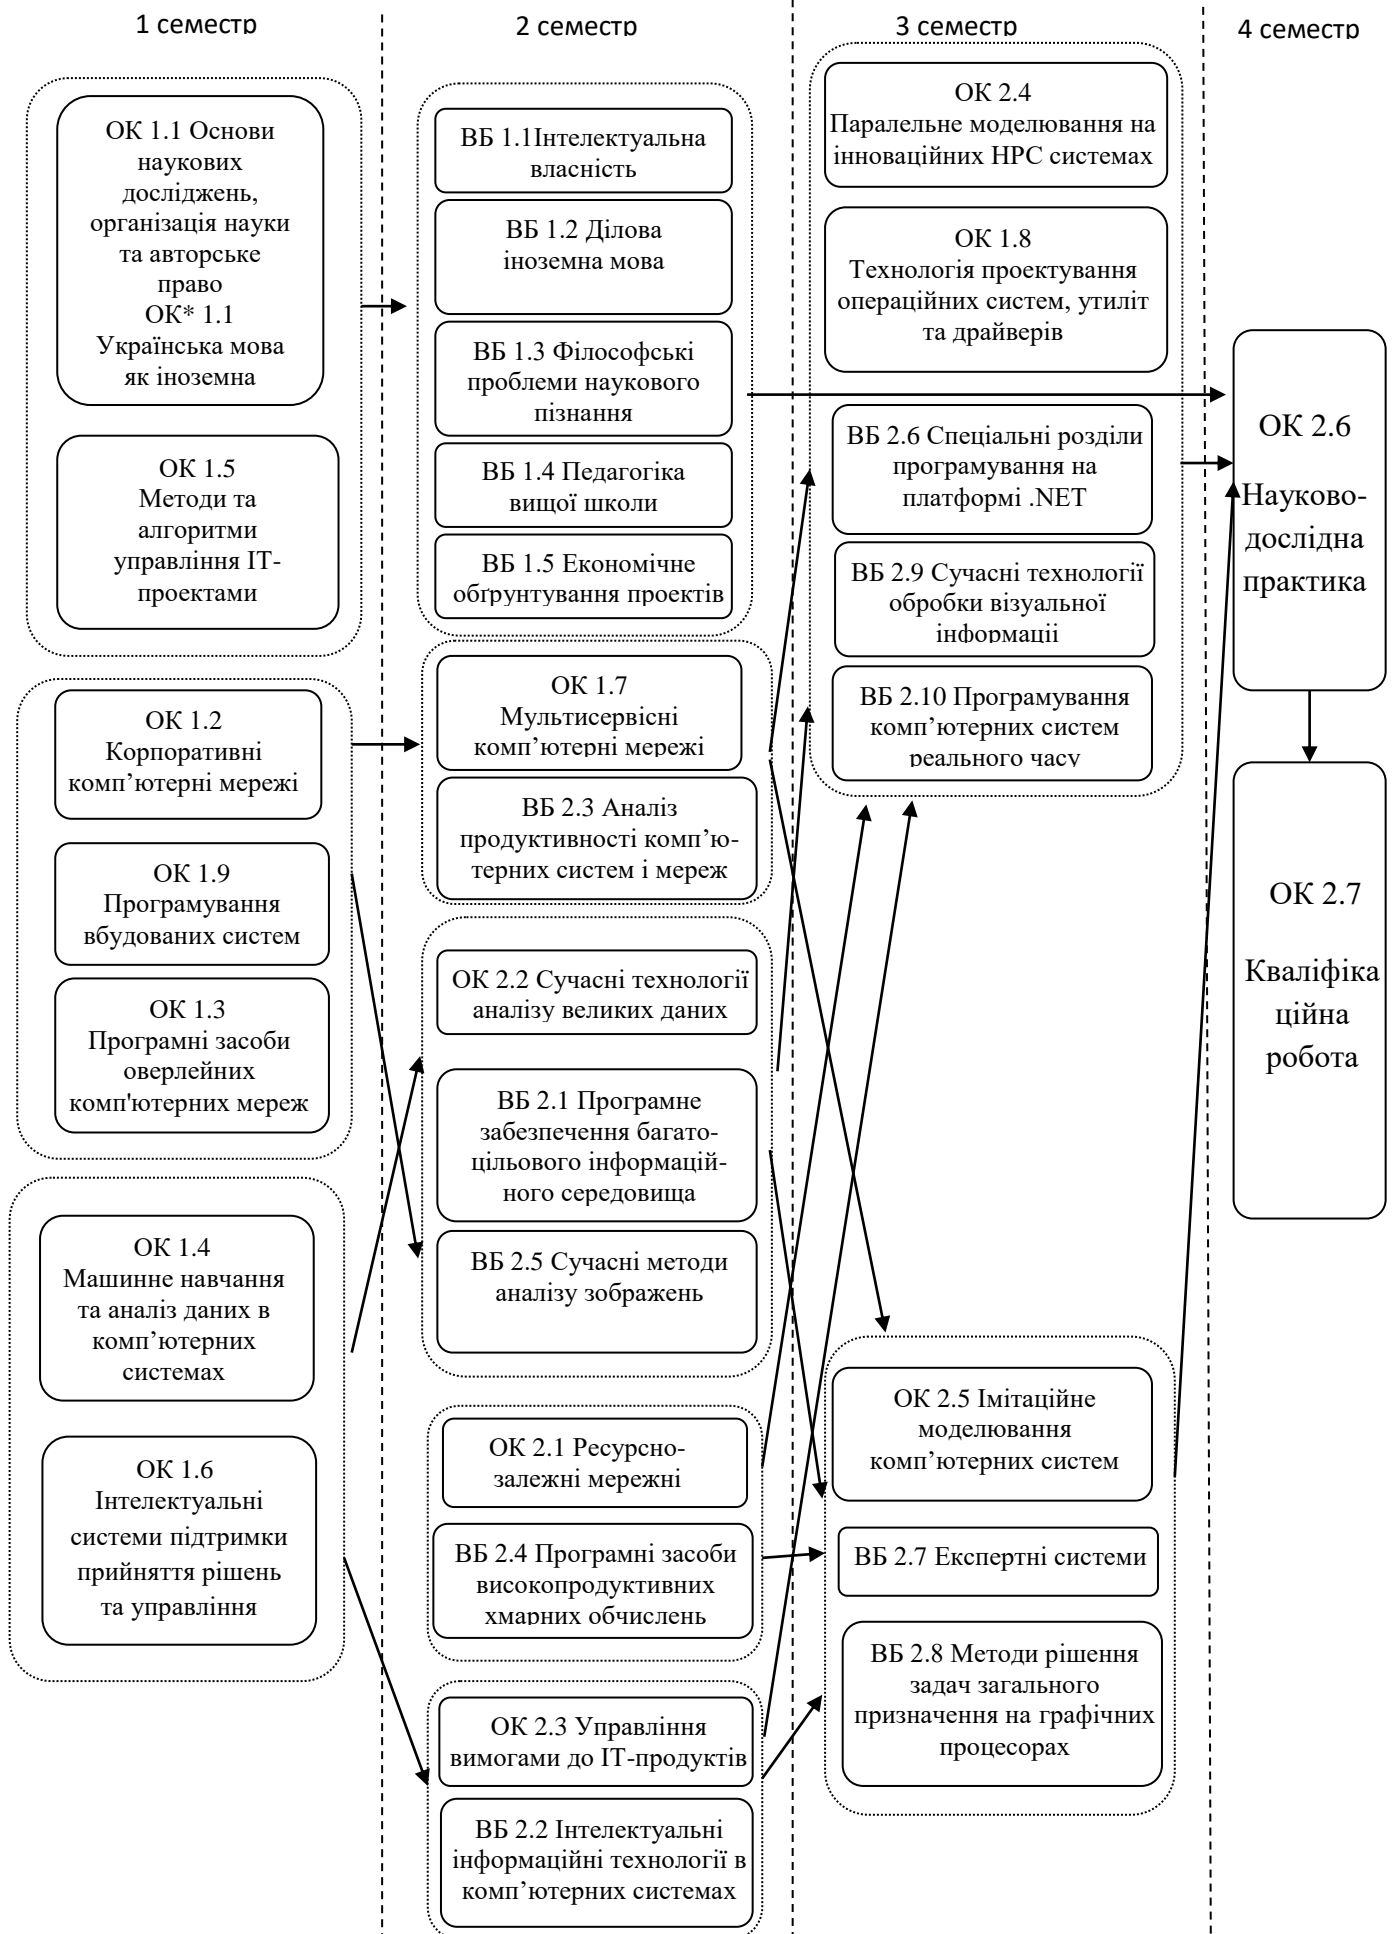 1 семестр
2 семестр
3 семестр
4 семестр
ОК 1.1 Основи
наукових
досліджень,
організація науки
та авторське
право
ОК* 1.1
Українська мова
як іноземна
ОК 1.5
Методи та
алгоритми
управління ІТ-
проектами
ОК 1.2
Корпоративні
комп’ютерні мережі
ОК 1.9
Програмування
вбудованих систем
ОК 1.3
Програмні засоби
оверлейних
комп'ютерних мереж
ОК 1.4
Машинне навчання
та аналіз даних в
комп’ютерних
системах
ОК 1.6
Інтелектуальні
системи підтримки
прийняття рішень
та управління
ВБ 1.1Інтелектуальна
власність
ВБ 1.2 Ділова
іноземна мова
ВБ 1.3 Філософські
проблеми наукового
пізнання
ВБ 1.4 Педагогіка
вищої школи
ВБ 1.5 Економічне
обґрунтування проектів
ОК 1.7
Мультисервісні
комп’ютерні мережі
ВБ 2.3 Аналіз
продуктивності комп’ю-
терних систем і мереж
ОК 2.2 Сучасні технології
аналізу великих даних
ВБ 2.1 Програмне
забезпечення багато-
цільового інформацій-
ного середовища
ВБ 2.5 Сучасні методи
аналізу зображень
ОК 2.1 Ресурсно-
залежні мережні
ВБ 2.4 Програмні засоби
високопродуктивних
хмарних обчислень
ОК 2.3 Управління
вимогами до ІТ-продуктів
ВБ 2.2 Інтелектуальні
інформаційні технології в
комп’ютерних системах
ОК 2.4
Паралельне моделювання на
інноваційних НРС системах
ОК 1.8
Технологія проектування
операційних систем, утиліт
та драйверів
ВБ 2.6 Спеціальні розділи
програмування на
платформі .NET
ВБ 2.9 Сучасні технології
обробки візуальної
інформації
ВБ 2.10 Програмування
комп’ютерних систем
реального часу
ОК 2.5 Імітаційне
моделювання
комп’ютерних систем
ВБ 2.7 Експертні системи
ВБ 2.8 Методи рішення
задач загального
призначення на графічних
процесорах
ОК 2.6
Науково-
дослідна
практика
ОК 2.7
Кваліфіка
ційна
робота